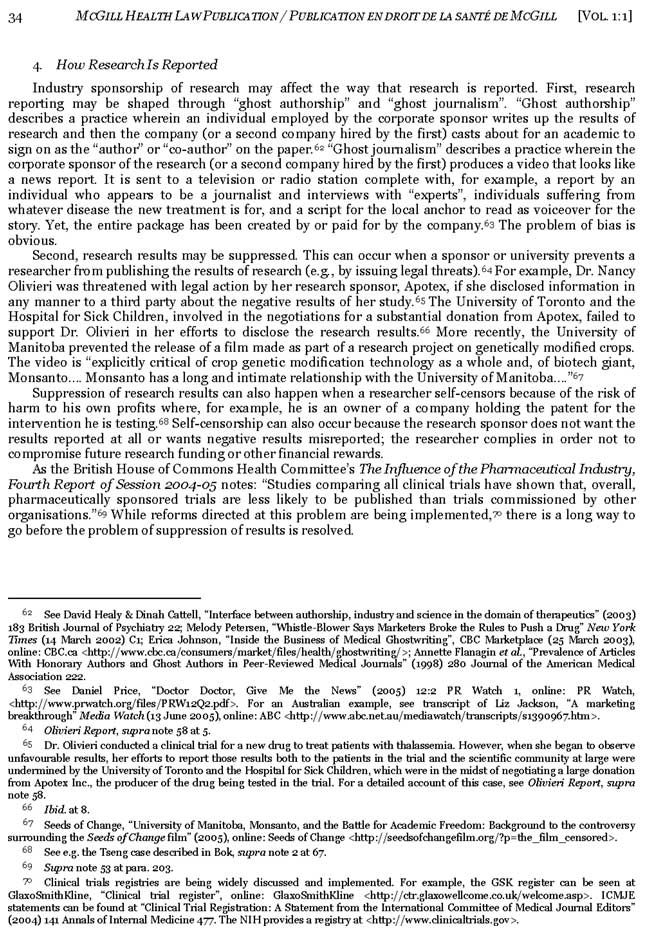 34 MCGILL HEALTH LAW PUBLICATION / PUBLICATION EN DROIT DE LA SANTÉ DE MCGILL [VOL. 1:1]
4. How Research Is Reported
Industry sponsorship of research may affect the way that research is reported. First, research
reporting may be shaped through “ghost authorship” and “ghost journalism”. “Ghost authorship”
describes a practice wherein an individual employed by the corporate sponsor writes up the results of
research and then the company (or a second company hired by the first) casts about for an academic to
sign on as the “author” or “co-author” on the paper.62 “Ghost journalism” describes a practice wherein the
corporate sponsor of the research (or a second company hired by the first) produces a video that looks like
a news report. It is sent to a television or radio station complete with, for example, a report by an
individual who appears to be a journalist and interviews with “experts”, individuals suffering from
whatever disease the new treatment is for, and a script for the local anchor to read as voiceover for the
story. Yet, the entire package has been created by or paid for by the company.63 The problem of bias is
obvious.
Second, research results may be suppressed. This can occur when a sponsor or university prevents a
researcher from publishing the results of research (e.g., by issuing legal threats).64 For example, Dr. Nancy
Olivieri was threatened with legal action by her research sponsor, Apotex, if she disclosed information in
any manner to a third party about the negative results of her study.65 The University of Toronto and the
Hospital for Sick Children, involved in the negotiations for a substantial donation from Apotex, failed to
support Dr. Olivieri in her efforts to disclose the research results.66 More recently, the University of
Manitoba prevented the release of a film made as part of a research project on genetically modified crops.
The video is “explicitly critical of crop genetic modification technology as a whole and, of biotech giant,
Monsanto.... Monsanto has a long and intimate relationship with the University of Manitoba....”67
Suppression of research results can also happen when a researcher self-censors because of the risk of
harm to his own profits where, for example, he is an owner of a company holding the patent for the
intervention he is testing.68 Self-censorship can also occur because the research sponsor does not want the
results reported at all or wants negative results misreported; the researcher complies in order not to
compromise future research funding or other financial rewards.
As the British House of Commons Health Committee’s The Influence of the Pharmaceutical Industry,
Fourth Report of Session 2004-05 notes: “Studies comparing all clinical trials have shown that, overall,
pharmaceutically sponsored trials are less likely to be published than trials commissioned by other
organisations.”69 While reforms directed at this problem are being implemented,70 there is a long way to
go before the problem of suppression of results is resolved.
62 See David Healy & Dinah Cattell, “Interface between authorship, industry and science in the domain of therapeutics” (2003)
183 British Journal of Psychiatry 22; Melody Petersen, “Whistle-Blower Says Marketers Broke the Rules to Push a Drug” New York
Times (14 March 2002) C1; Erica Johnson, “Inside the Business of Medical Ghostwriting”, CBC Marketplace (25 March 2003),
online: CBC.ca <http://www.cbc.ca/consumers/market/files/health/ghostwriting/>; Annette Flanagin et al., “Prevalence of Articles
With Honorary Authors and Ghost Authors in Peer-Reviewed Medical Journals” (1998) 280 Journal of the American Medical
Association 222.
63 See Daniel Price, “Doctor Doctor, Give Me the News” (2005) 12:2 PR Watch 1, online: PR Watch,
<http://www.prwatch.org/files/PRW12Q2.pdf>. For an Australian example, see transcript of Liz Jackson, “A marketing
breakthrough” Media Watch (13 June 2005), online: ABC <http://www.abc.net.au/mediawatch/transcripts/s1390967.htm>.
64 Olivieri Report, supra note 58 at 5.
65 Dr. Olivieri conducted a clinical trial for a new drug to treat patients with thalassemia. However, when she began to observe
unfavourable results, her efforts to report those results both to the patients in the trial and the scientific community at large were
undermined by the University of Toronto and the Hospital for Sick Children, which were in the midst of negotiating a large donation
from Apotex Inc., the producer of the drug being tested in the trial. For a detailed account of this case, see Olivieri Report, supra
note 58.
66 Ibid. at 8.
67 Seeds of Change, “University of Manitoba, Monsanto, and the Battle for Academic Freedom: Background to the controversy
surrounding the Seeds of Change film” (2005), online: Seeds of Change <http://seedsofchangefilm.org/?p=the_film_censored>.
68 See e.g. the Tseng case described in Bok, supra note 2 at 67.
69 Supra note 53 at para. 203.
70 Clinical trials registries are being widely discussed and implemented. For example, the GSK register can be seen at
GlaxoSmithKline, “Clinical trial register”, online: GlaxoSmithKline <http://ctr.glaxowellcome.co.uk/welcome.asp>. ICMJE
statements can be found at “Clinical Trial Registration: A Statement from the International Committee of Medical Journal Editors”
(2004) 141 Annals of Internal Medicine 477. The NIH provides a registry at <http://www.clinicaltrials.gov>.